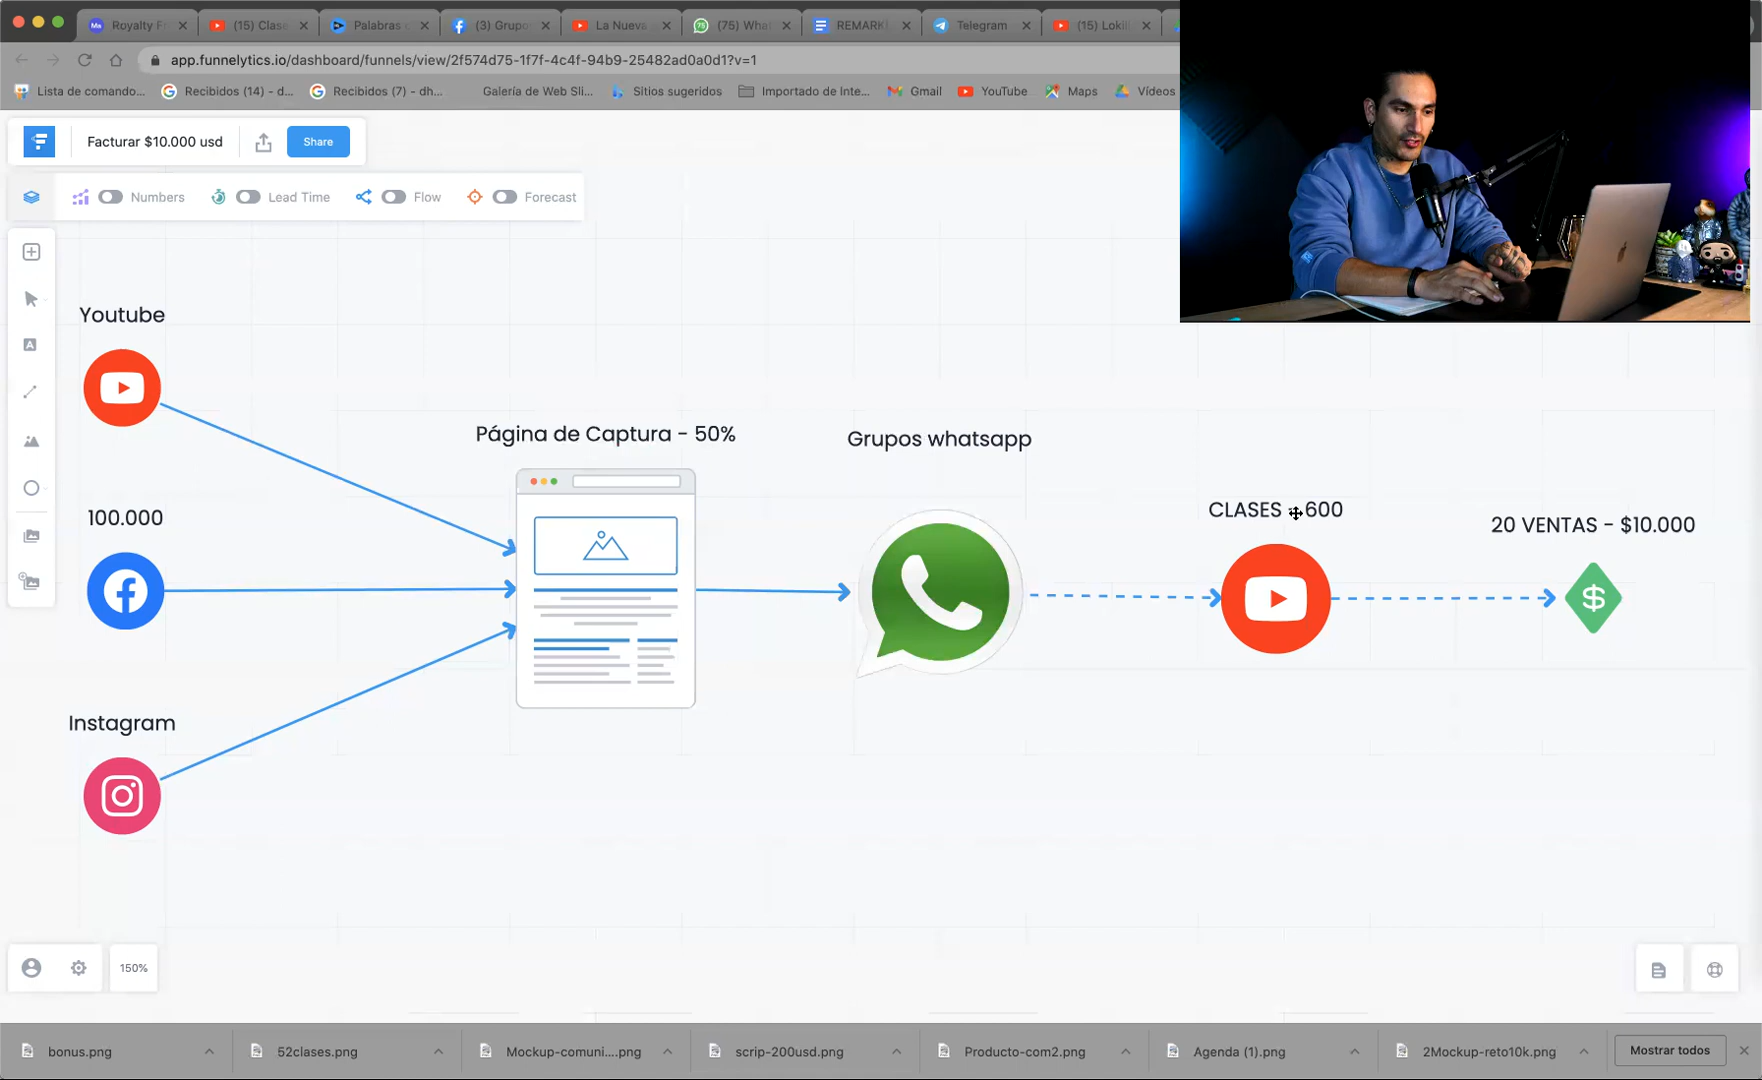 Royalty Fr
(15) Clase
Palabras c
(3) Grupo
La Nueva
(75) What
REMARK
Telegram
(15) Lokil
app.funnelytics.io/dashboard/funnels/view/2f574d75-1f7f-4c4f-94b9-25482ad0a0d1?v=1
Lista de comando...
Recibidos (14) - d...
Recibidos (7) - dh...
Galería de Web Sli...
Sitios sugeridos
Importado de Inte...
Gmail
YouTube
Maps
Vídeos
Facturar $10.000 usd
Share
Numbers
Lead Time
Flow
Forecast
Youtube
Página de Captura - 50%
Grupos whatsapp
CLASES - 600
20 VENTAS - $10.000
100.000
Instagram
150%
bonus.png
52clases.png
Mockup-comuni....png
scrip-200usd.png
Producto-com2.png
Agenda (1).png
2Mockup-reto10k.png
Mostrar todos